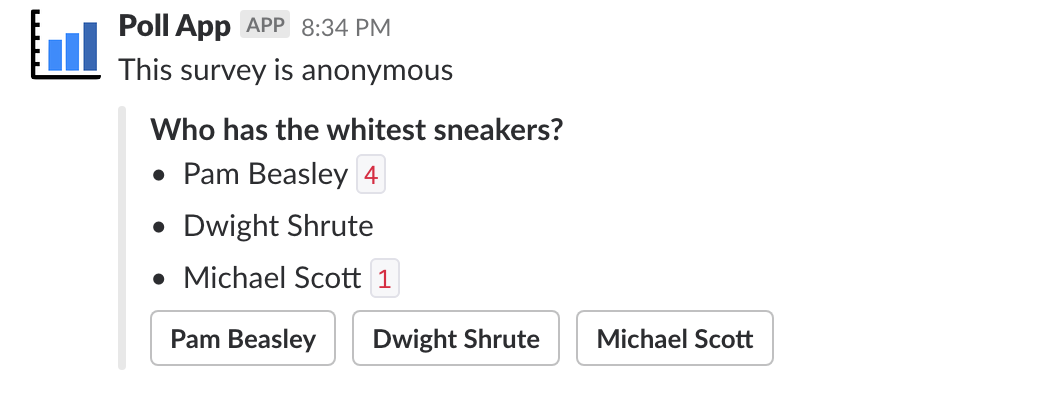 Poll App APP 8:34 PM
This survey is anonymous
Who has the whitest sneakers?
• Pam Beasley 4
• Dwight Shrute
• Michael Scott 1
Pam Beasley Dwight Shrute Michael Scott